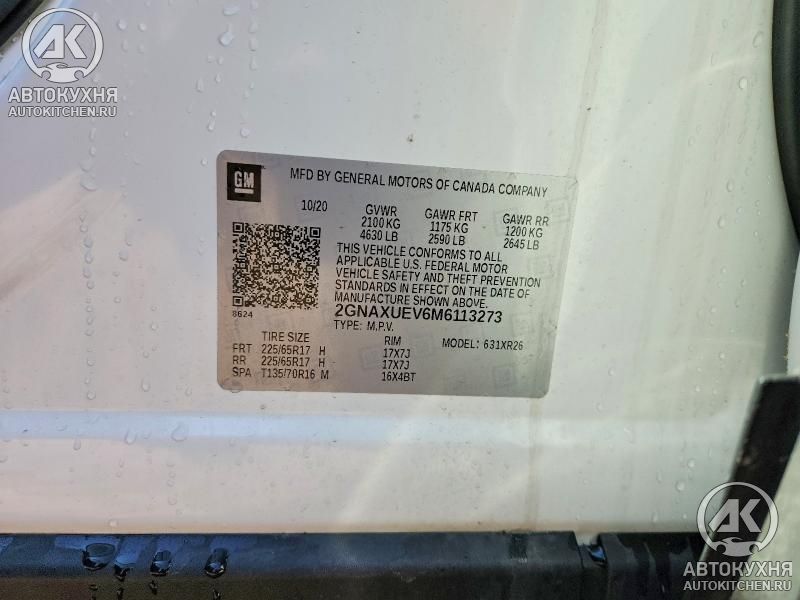 AK
АВТОКУХНЯ
AUTOKITCHEN.RU
GM
MFD BY GENERAL MOTORS OF CANADA COMPANY
10/20 GVWR GAWR FRT GAWR RR
2100 KG 1175 KG 1200 KG
4630 LB 2590 LB 2645 LB
THIS VEHICLE CONFORMS TO ALL
APPLICABLE U.S. FEDERAL MOTOR
VEHICLE SAFETY AND THEFT PREVENTION
STANDARDS IN EFFECT ON THE DATE OF
MANUFACTURE SHOWN ABOVE.
8624
2GNAXUEV6M6113273
TYPE: M.P.V. MODEL: 631XR26
TIRE SIZE RIM
FRT 225/65R17 H 17X7J
RR 225/65R17 H 17X7J
SPA T135/70R16 M 16X4BT
AK
АВТОКУХНЯ
AUTOKITCHEN.RU